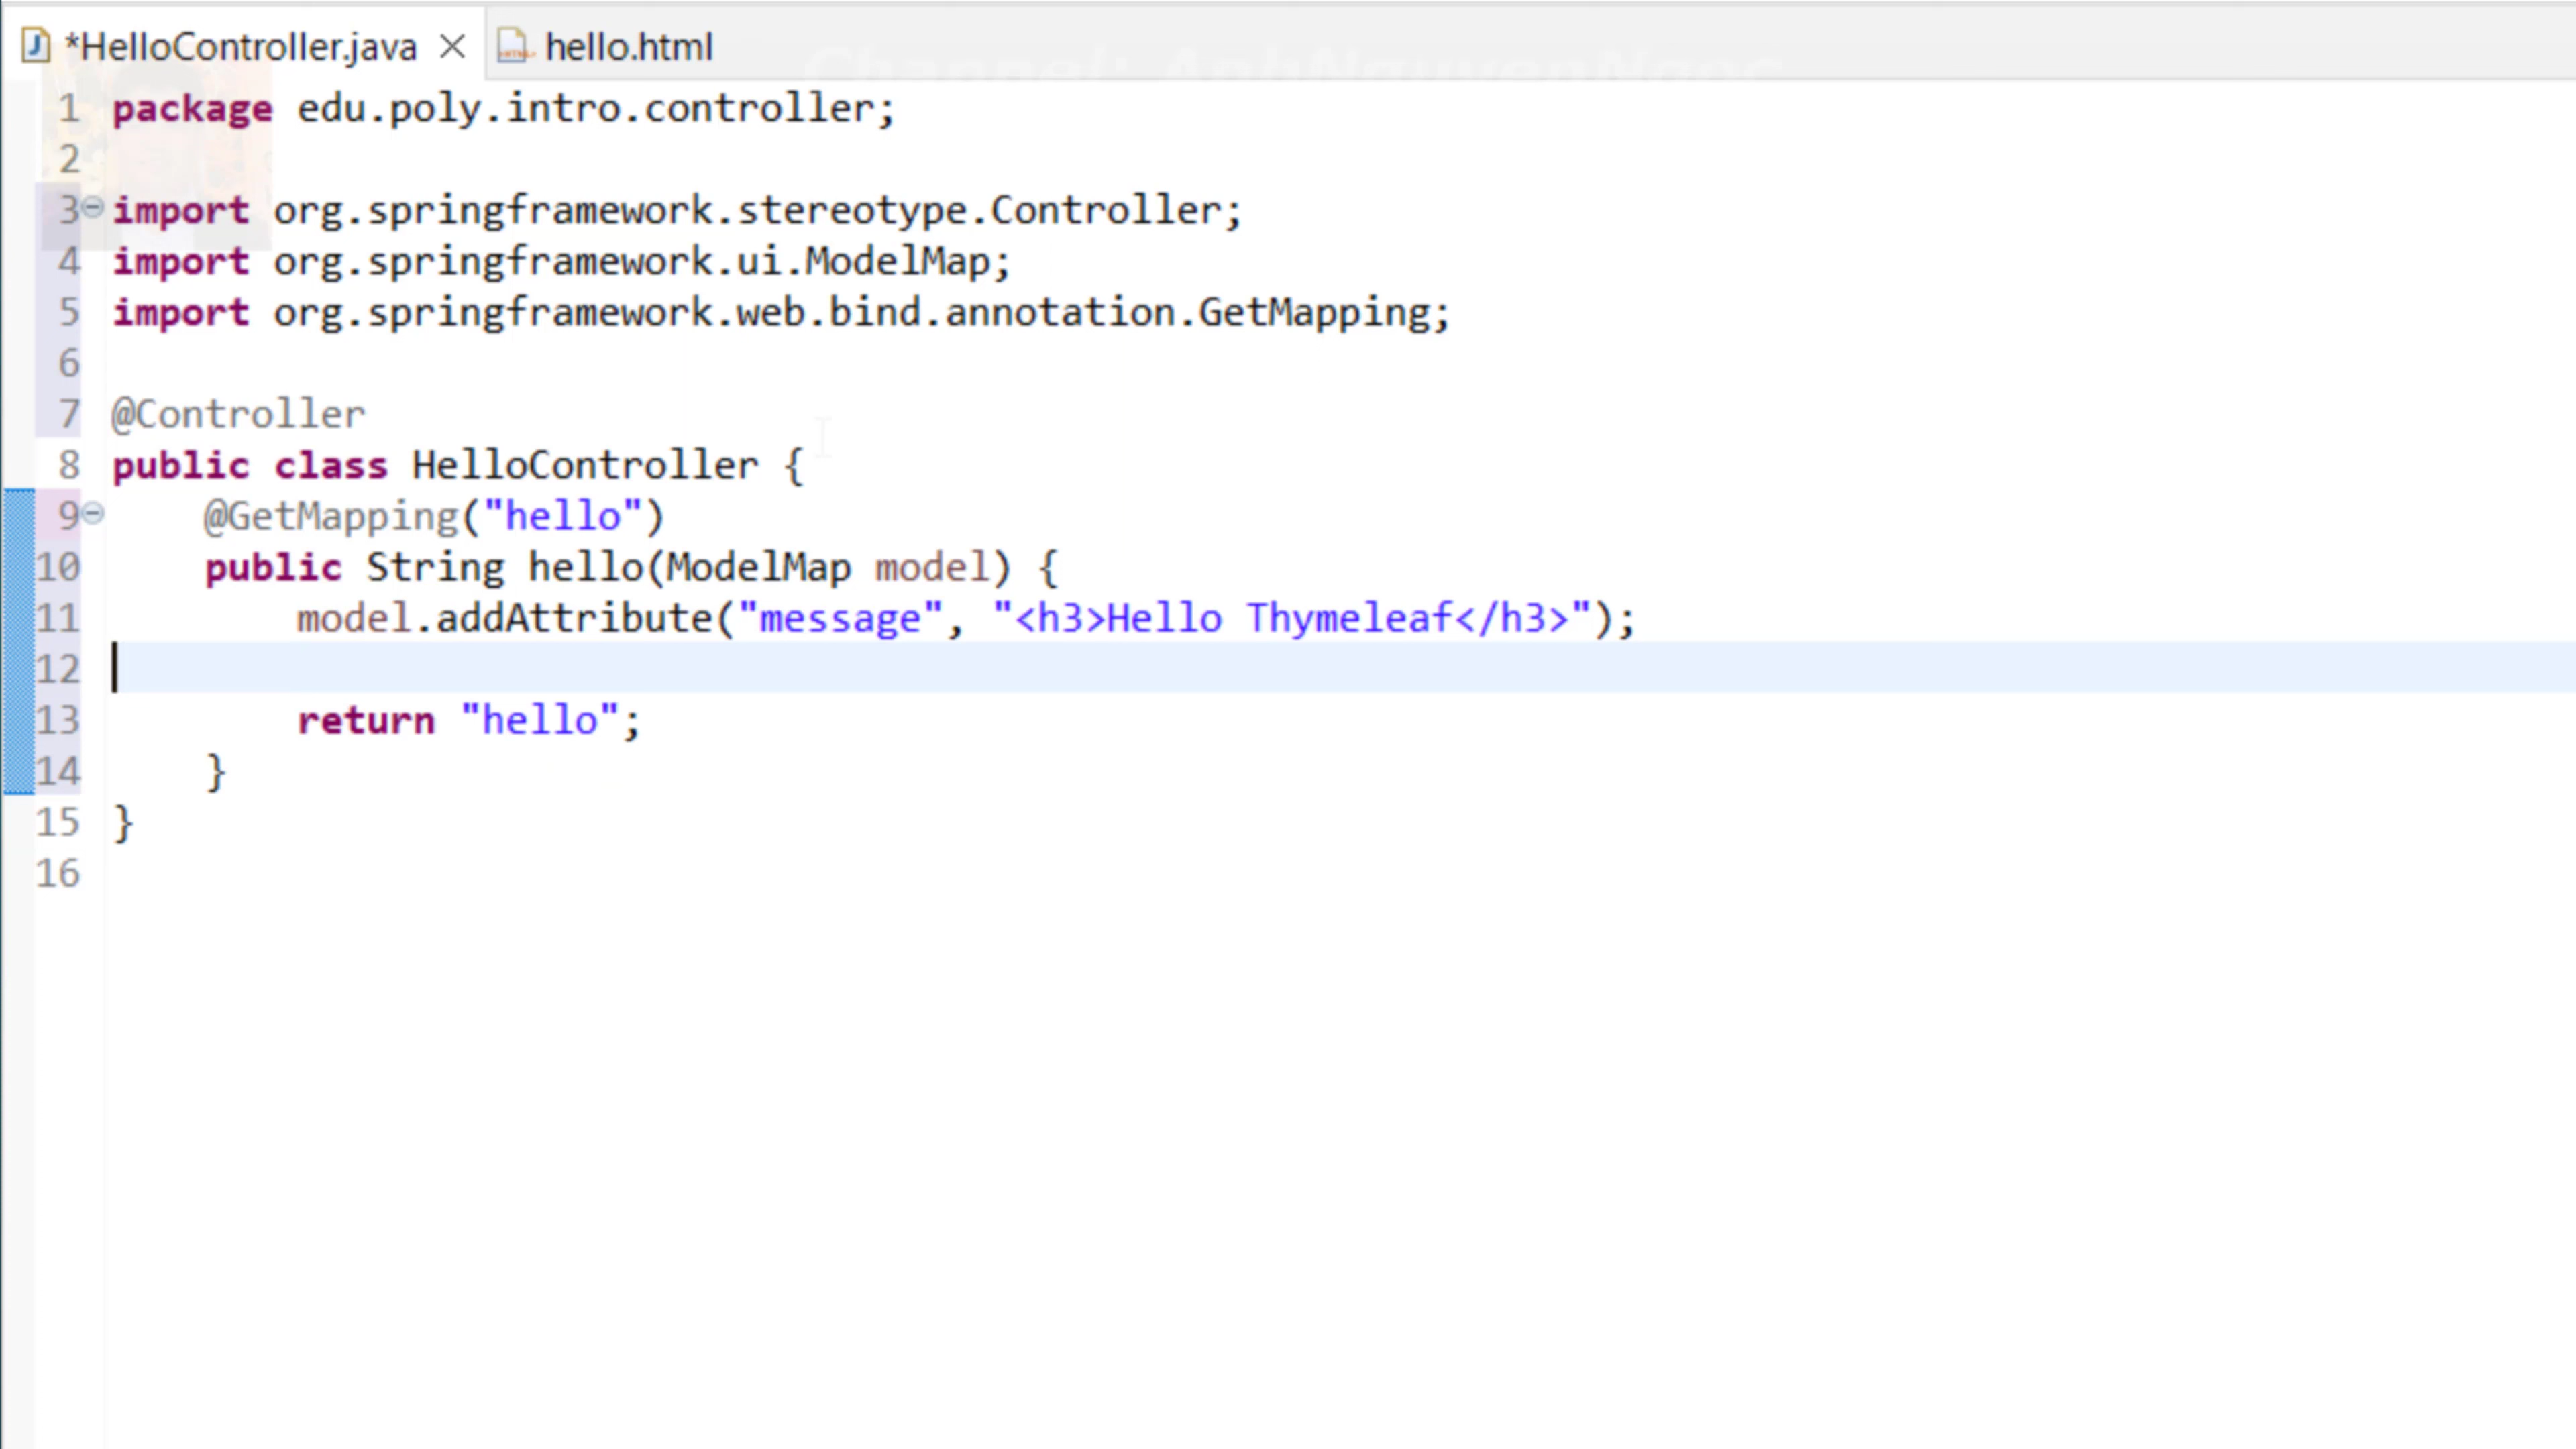 *HelloController.java
hello.html
1 package edu.poly.intro.controller;
2
3 import org.springframework.stereotype.Controller;
4 import org.springframework.ui.ModelMap;
5 import org.springframework.web.bind.annotation.GetMapping;
6
7 @Controller
8 public class HelloController {
9 @GetMapping("hello")
10 public String hello(ModelMap model) {
11 model.addAttribute("message", "<h3>Hello Thymeleaf</h3>");
12
13 return "hello";
14 }
15 }
16